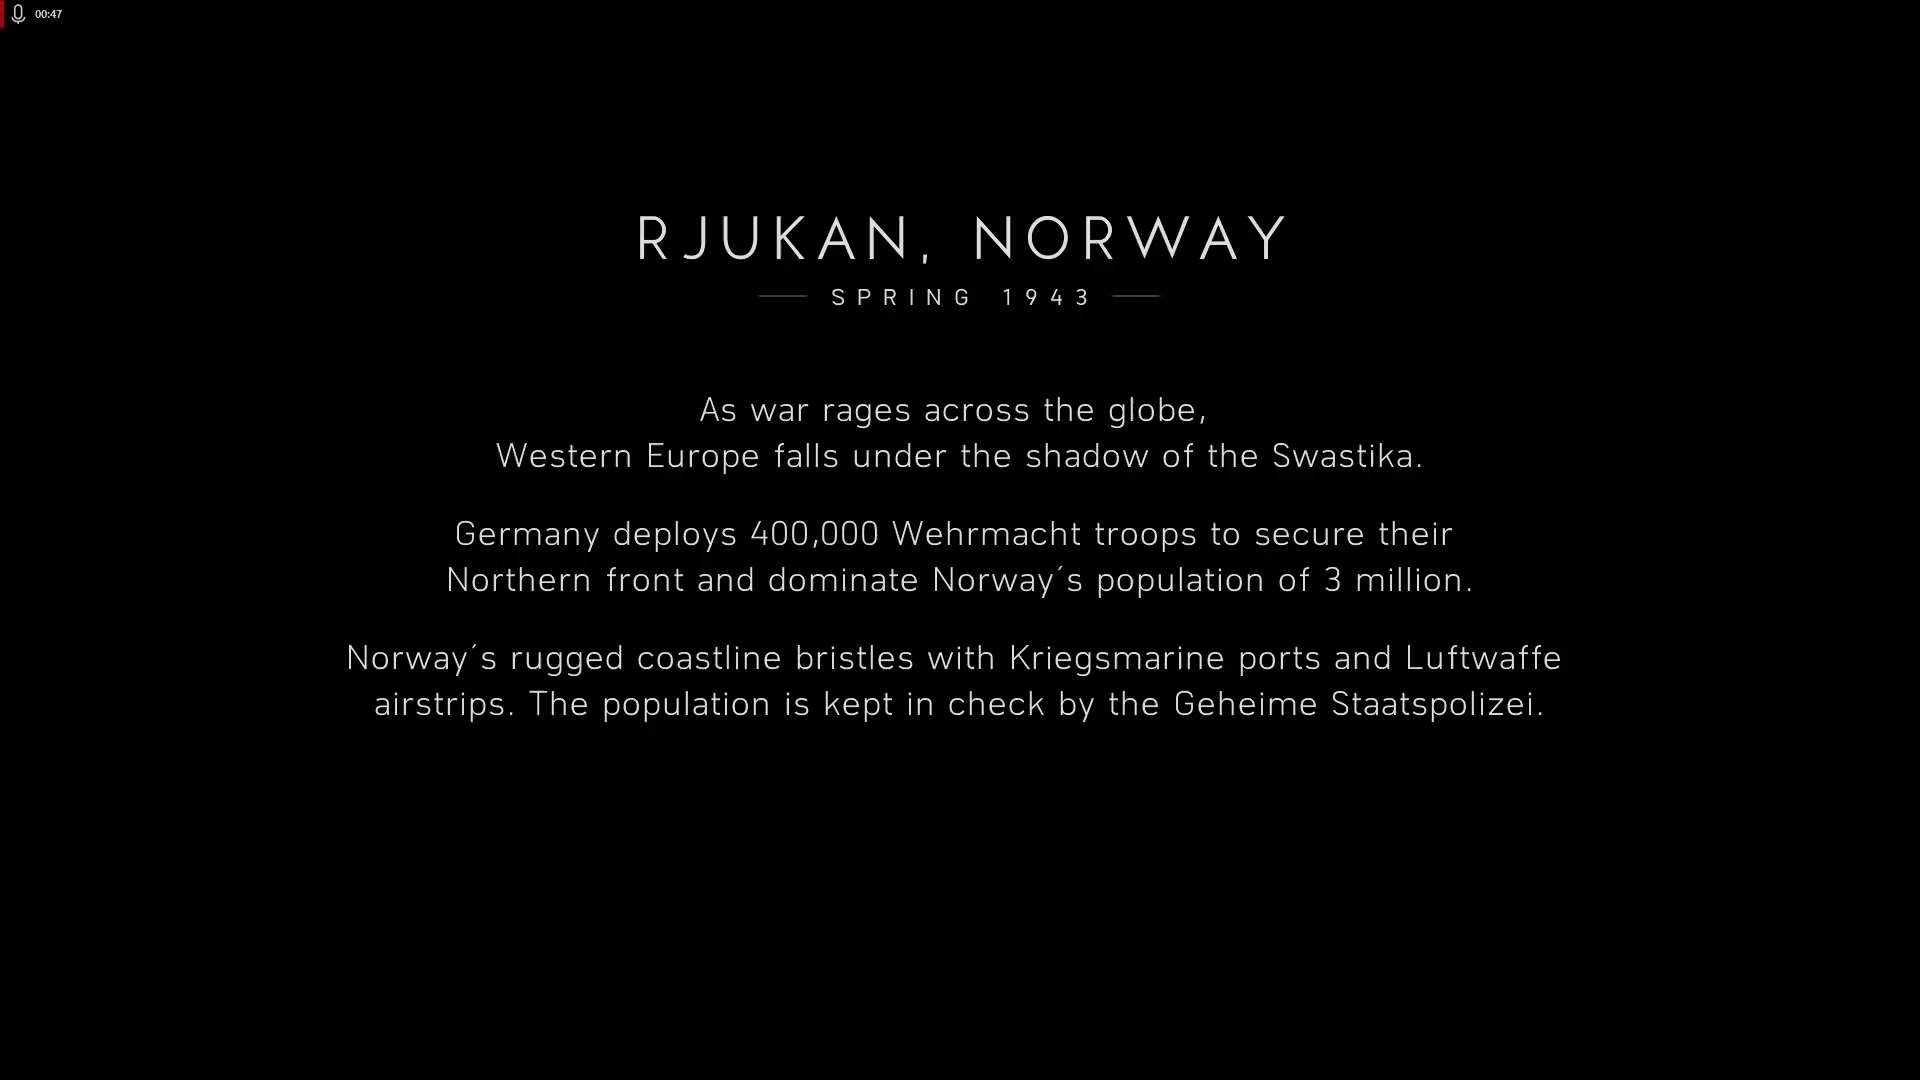 00:47
RJUKAN, NORWAY
SPRING 1943
As war rages across the globe,
Western Europe falls under the shadow of the Swastika.
Germany deploys 400,000 Wehrmacht troops to secure their
Northern front and dominate Norway´s population of 3 million.
Norway´s rugged coastline bristles with Kriegsmarine ports and Luftwaffe
airstrips. The population is kept in check by the Geheime Staatspolizei.